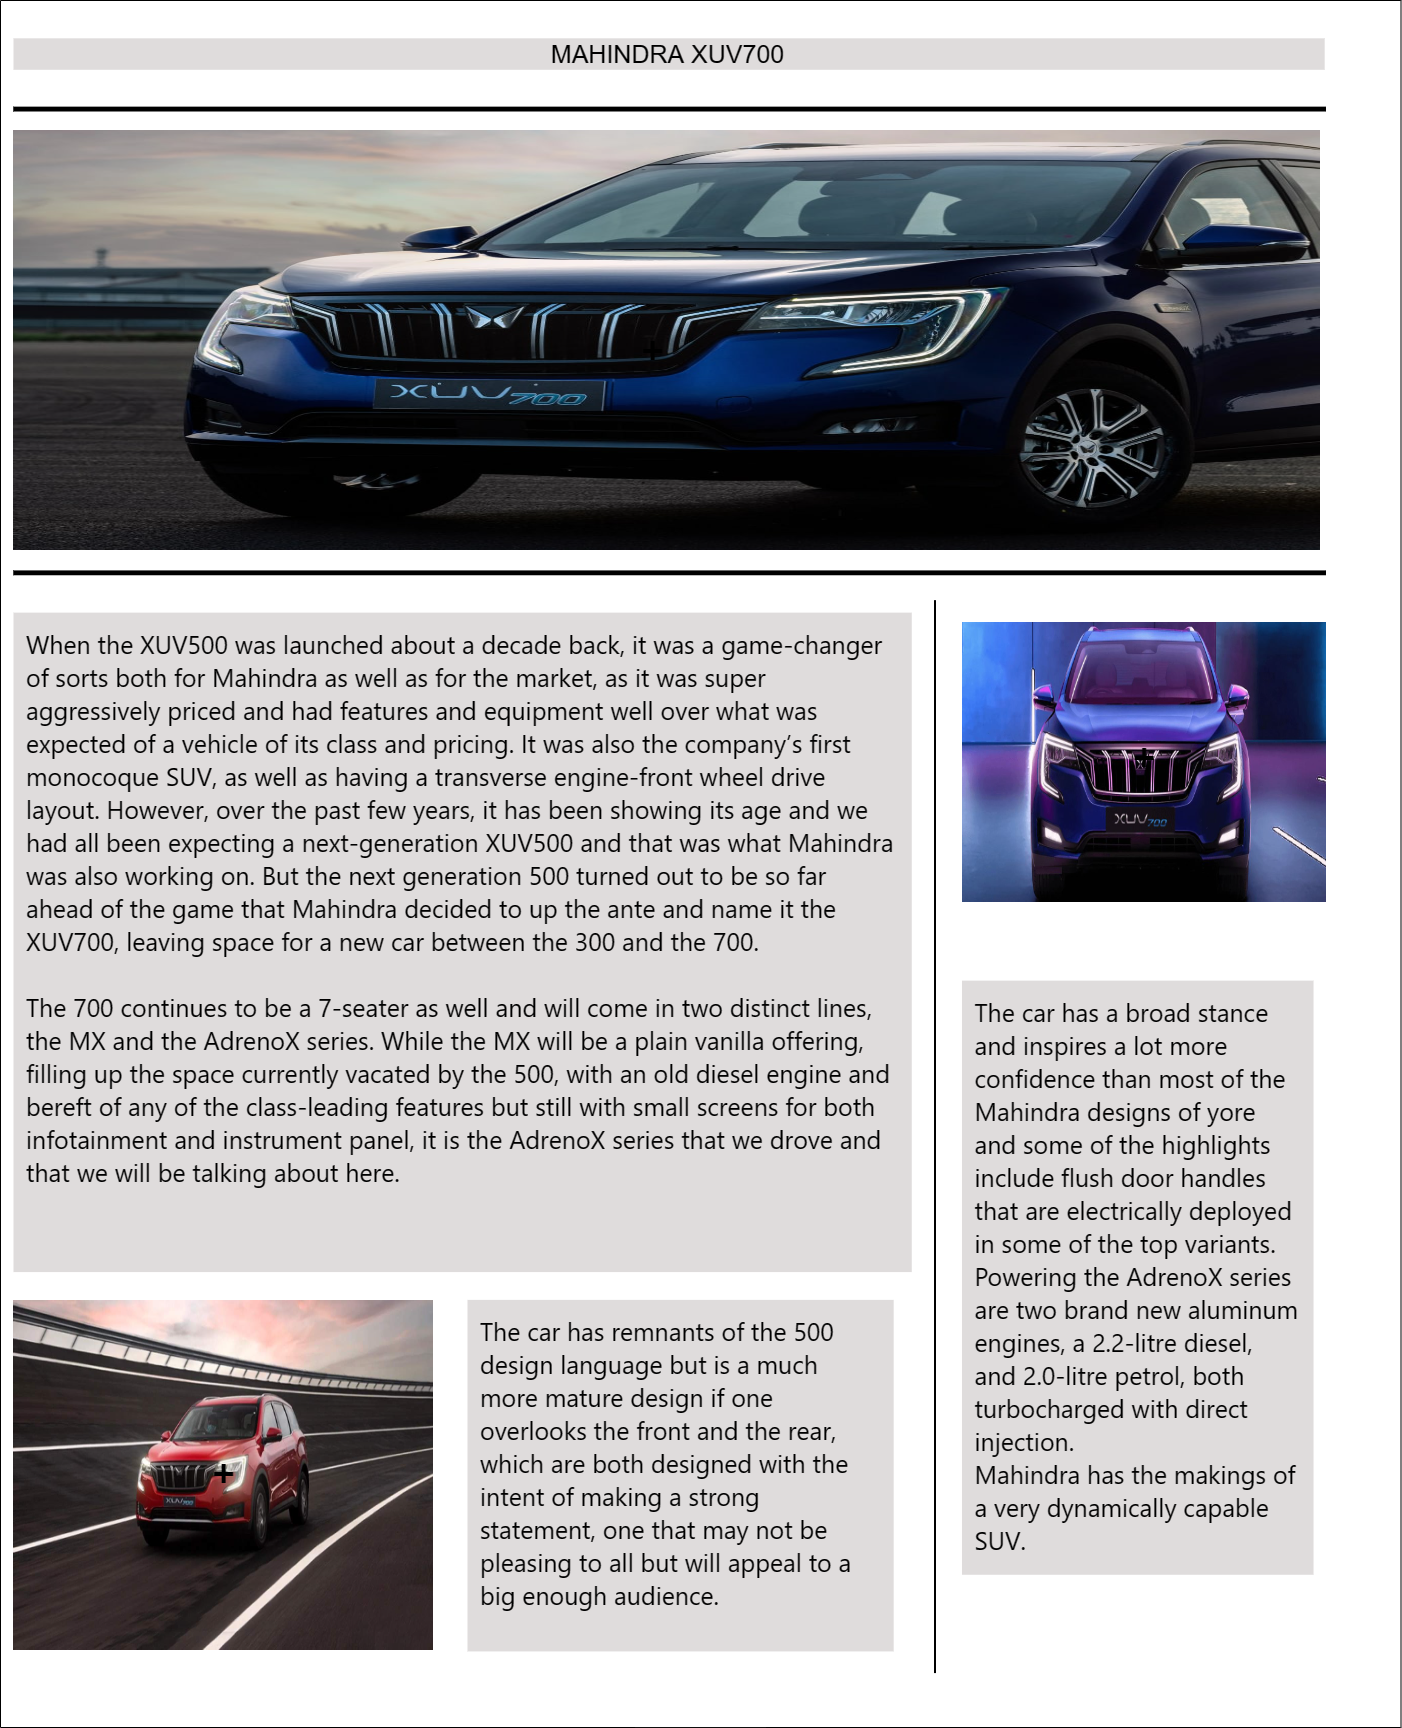 MAHINDRA XUV700
XUV700
When the XUV500 was launched about a decade back, it was a game-changer
of sorts both for Mahindra as well as for the market, as it was super
aggressively priced and had features and equipment well over what was
expected of a vehicle of its class and pricing. It was also the company’s first
monocoque SUV, as well as having a transverse engine-front wheel drive
layout. However, over the past few years, it has been showing its age and we
had all been expecting a next-generation XUV500 and that was what Mahindra
was also working on. But the next generation 500 turned out to be so far
ahead of the game that Mahindra decided to up the ante and name it the
XUV700, leaving space for a new car between the 300 and the 700.
The 700 continues to be a 7-seater as well and will come in two distinct lines,
the MX and the AdrenoX series. While the MX will be a plain vanilla offering,
filling up the space currently vacated by the 500, with an old diesel engine and
bereft of any of the class-leading features but still with small screens for both
infotainment and instrument panel, it is the AdrenoX series that we drove and
that we will be talking about here.
XUV700
The car has remnants of the 500
design language but is a much
more mature design if one
overlooks the front and the rear,
which are both designed with the
intent of making a strong
statement, one that may not be
pleasing to all but will appeal to a
big enough audience.
XUV700
The car has a broad stance
and inspires a lot more
confidence than most of the
Mahindra designs of yore
and some of the highlights
include flush door handles
that are electrically deployed
in some of the top variants.
Powering the AdrenoX series
are two brand new aluminum
engines, a 2.2-litre diesel,
and 2.0-litre petrol, both
turbocharged with direct
injection.
Mahindra has the makings of
a very dynamically capable
SUV.